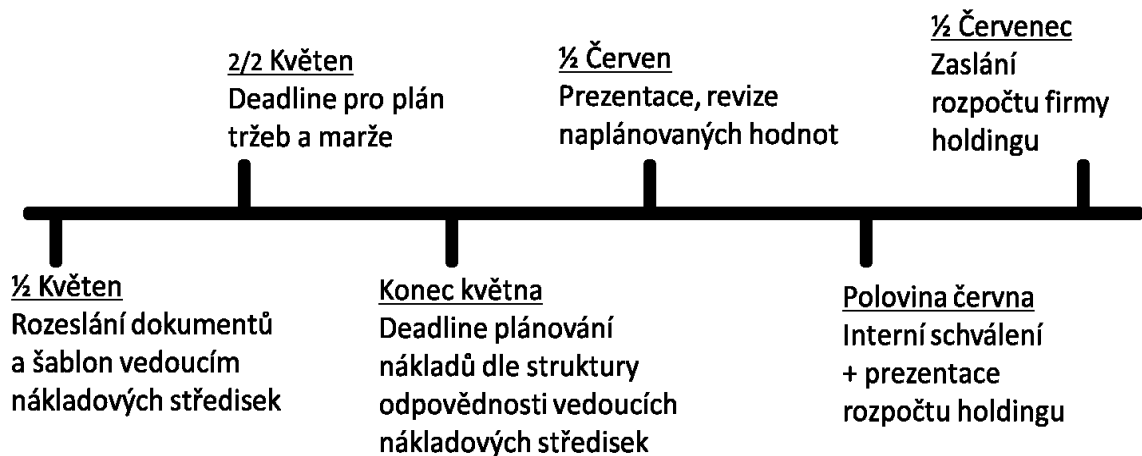 2/2 Květen
Deadline pro plán
tržeb a marže
½ Červen
Prezentace, revize
naplánovaných hodnot
½ Červenec
Zaslání
rozpočtu firmy
holdingu
½ Květen
Rozeslání dokumentů
a šablon vedoucím
nákladových středisek
Konec května
Deadline plánování
nákladů dle struktury
odpovědnosti vedoucích
nákladových středisek
Polovina června
Interní schválení
+ prezentace
rozpočtu holdingu